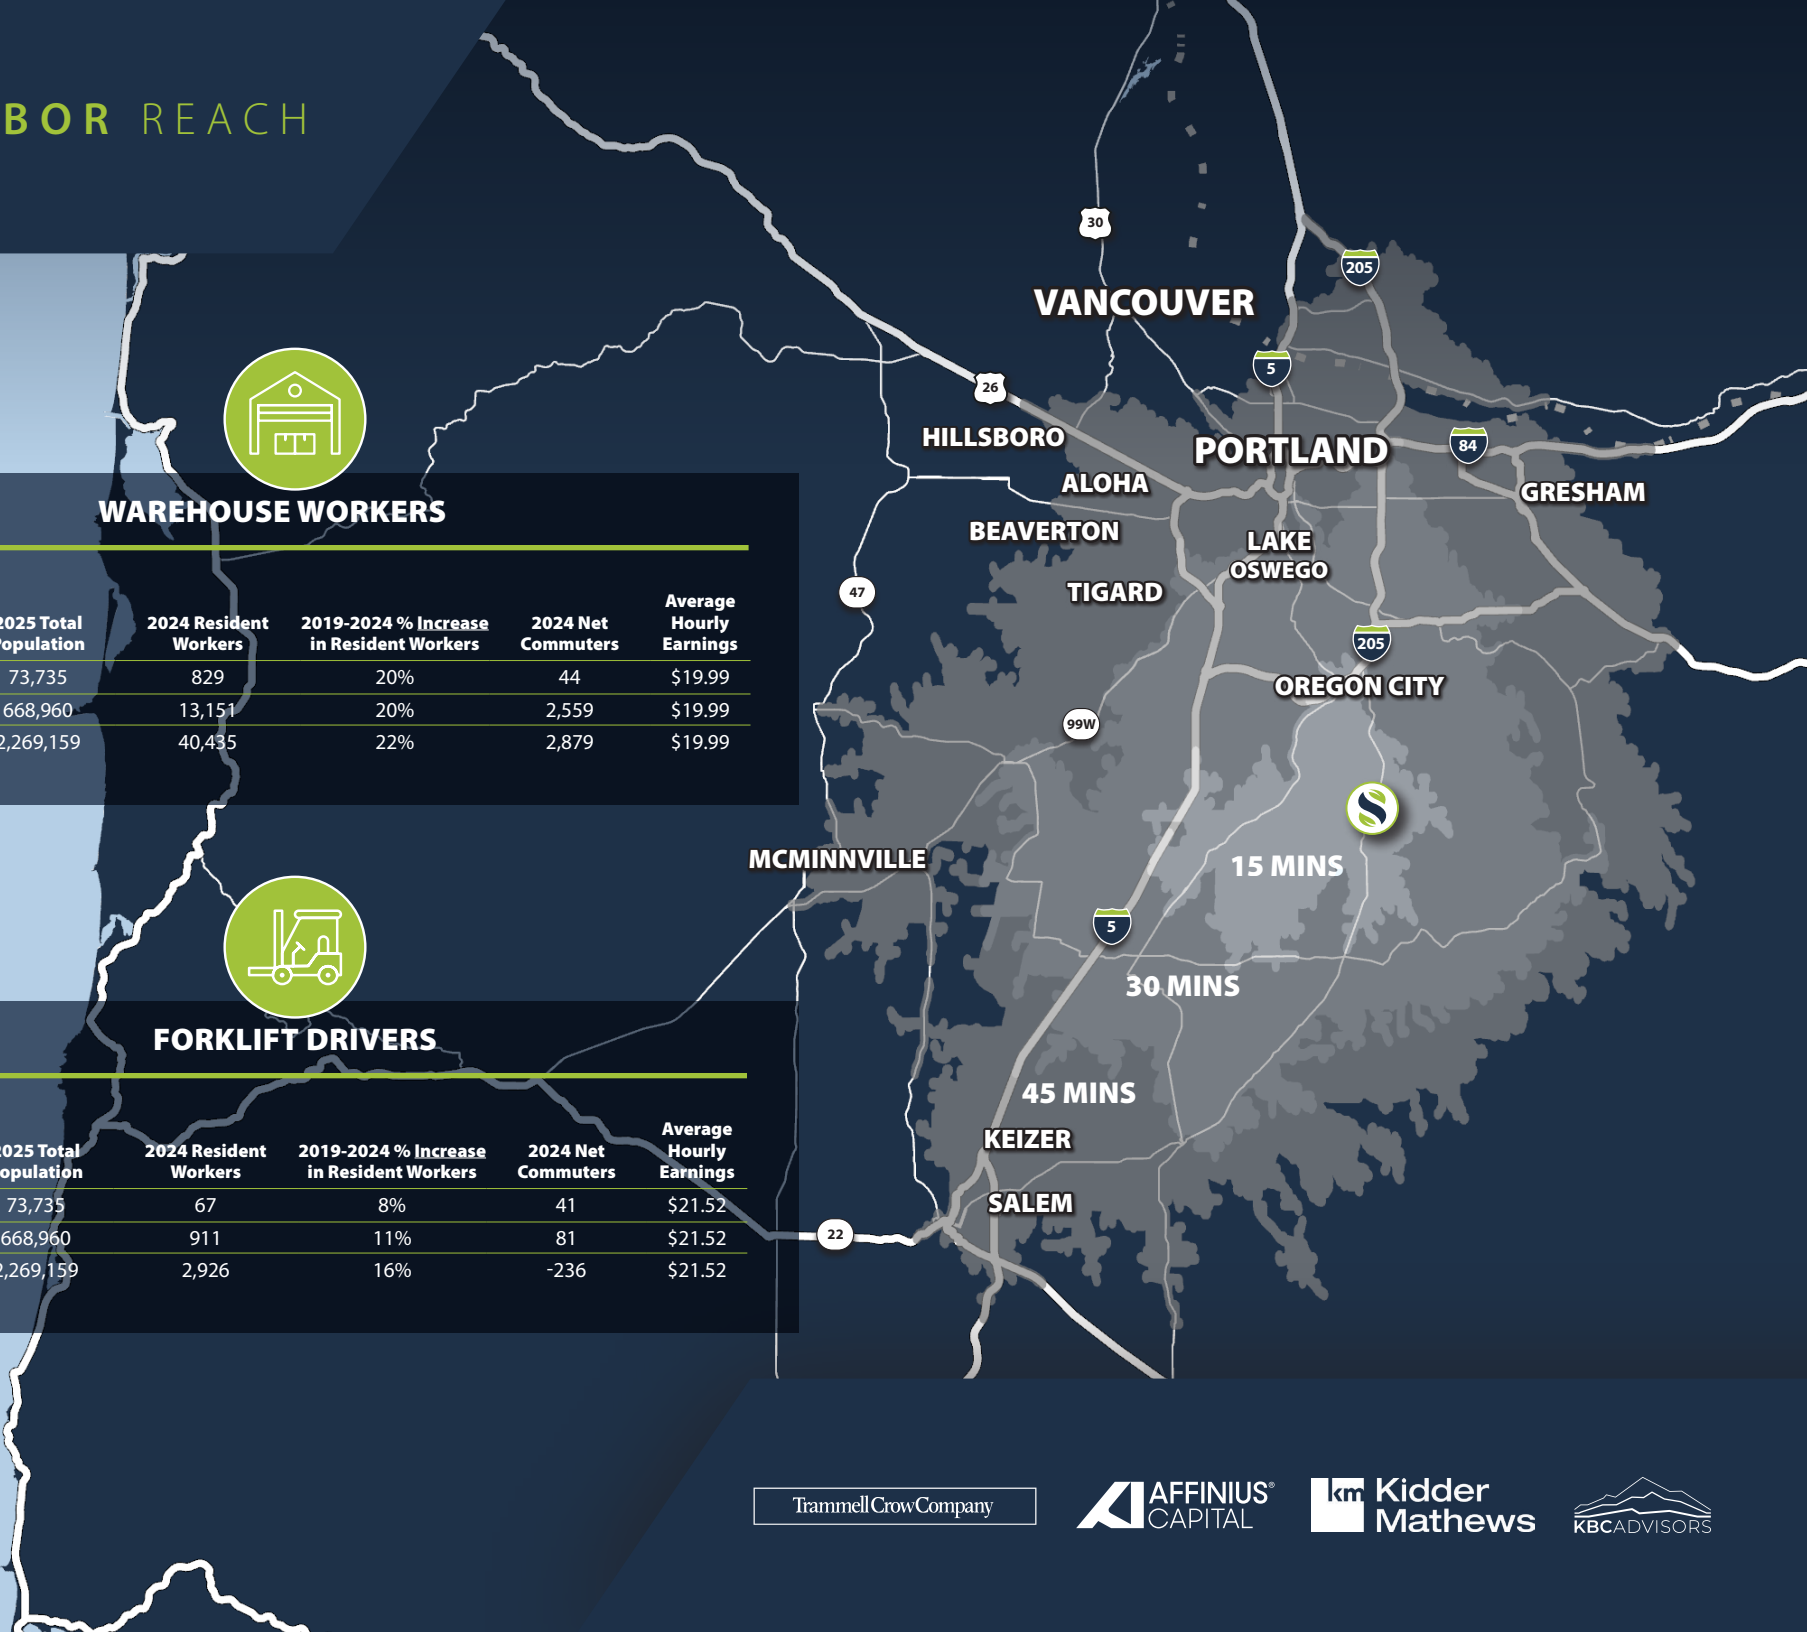 BOR REACH
30
205
VANCOUVER
5
26
HILLSBORO
PORTLAND
84
ALOHA
GRESHAM
BEAVERTON
LAKE
OSWEGO
TIGARD
47
205
OREGON CITY
99W
MCMINNVILLE
15 MINS
5
30 MINS
45 MINS
KEIZER
SALEM
22
WAREHOUSE WORKERS
2025 Total
Population
2024 Resident
Workers
2019-2024 % Increase
in Resident Workers
2024 Net
Commuters
Average
Hourly
Earnings
73,735 829 20% 44 $19.99
668,960 13,151 20% 2,559 $19.99
2,269,159 40,435 22% 2,879 $19.99
FORKLIFT DRIVERS
2025 Total
Population
2024 Resident
Workers
2019-2024 % Increase
in Resident Workers
2024 Net
Commuters
Average
Hourly
Earnings
73,735 67 8% 41 $21.52
668,960 911 11% 81 $21.52
2,269,159 2,926 16% -236 $21.52
TrammellCrowCompany
AFFINIUS®
CAPITAL
km Kidder
Mathews
KBCADVISORS